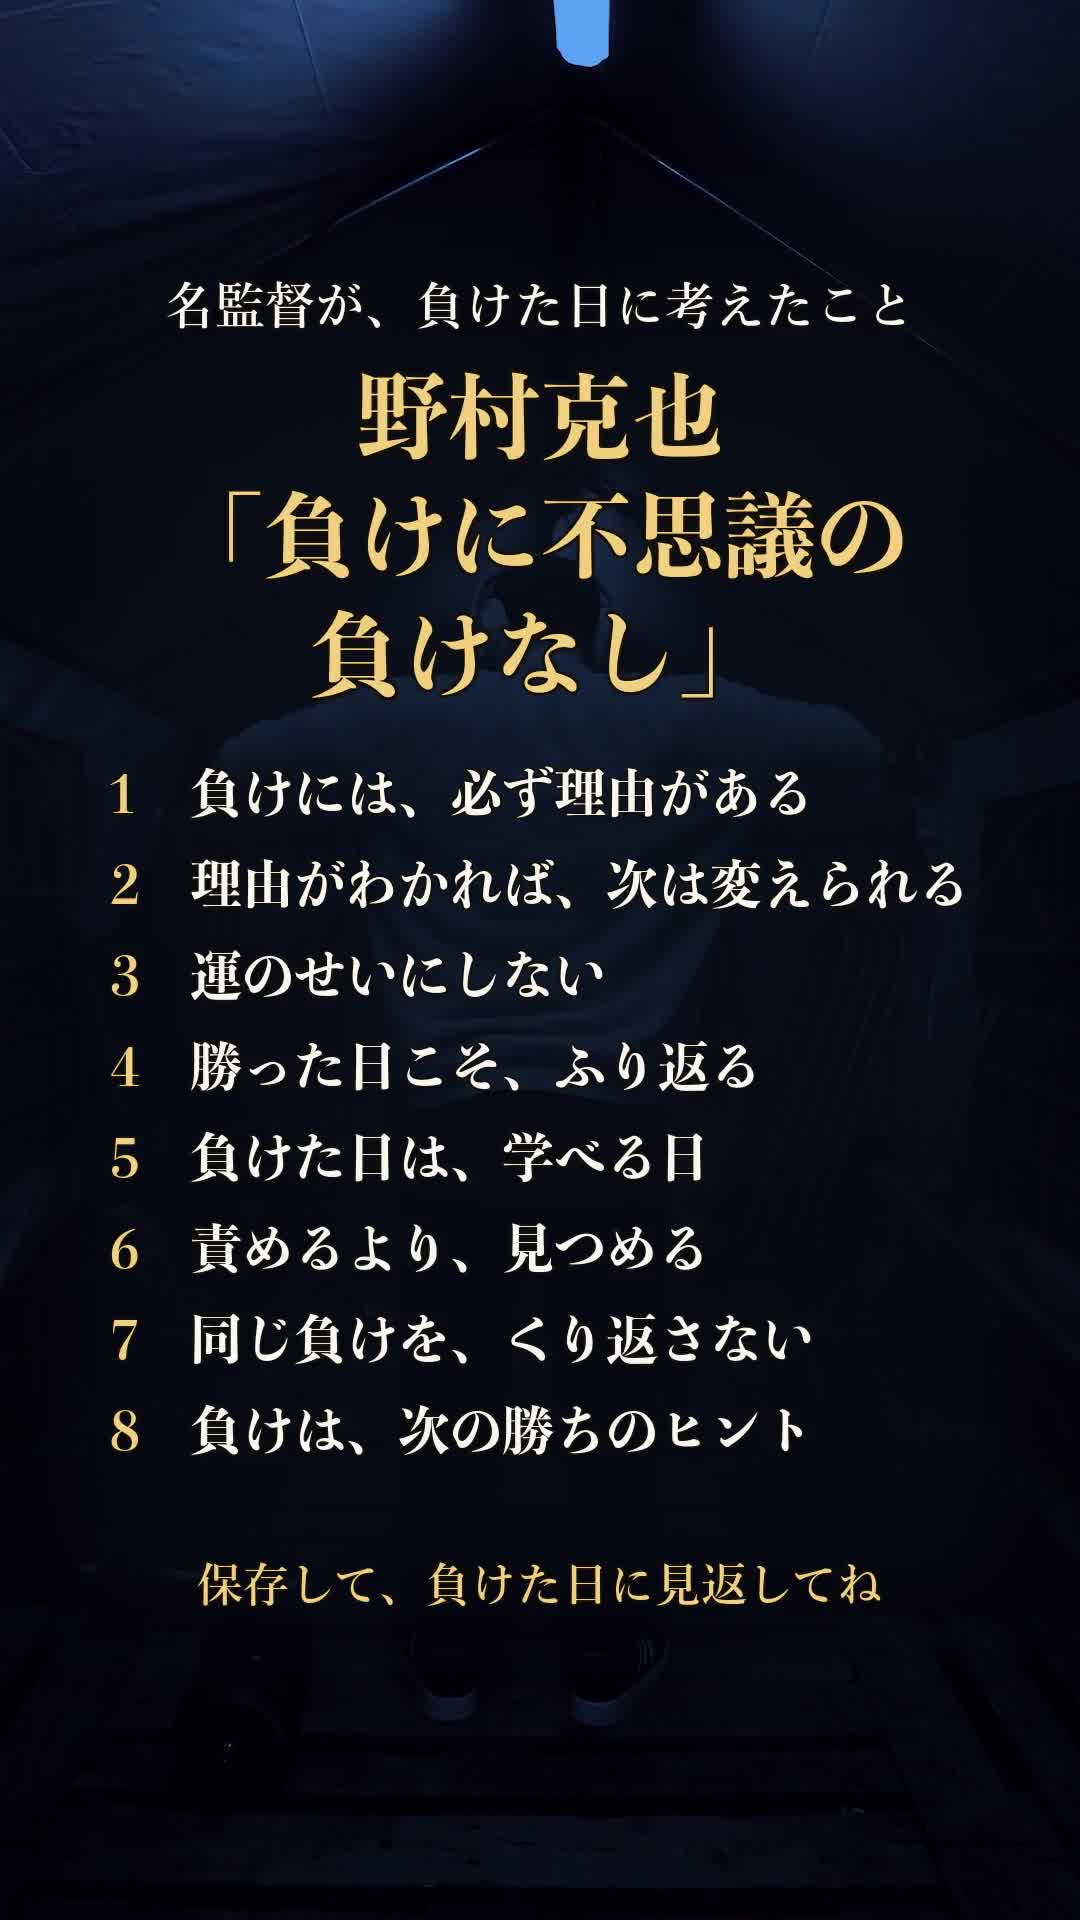 名監督が、負けた日に考えたこと
野村克也
「負けに不思議の
負けなし」
1 負けには、必ず理由がある
2 理由がわかれば、次は変えられる
3 運のせいにしない
4 勝った日こそ、ふり返る
5 負けた日は、学べる日
6 責めるより、見つめる
7 同じ負けを、くり返さない
8 負けは、次の勝ちのヒント
保存して、負けた日に見返してね